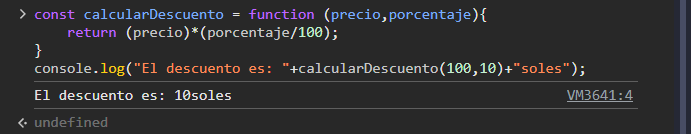 const calcularDescuento = function (precio,porcentaje){
    return (precio)*(porcentaje/100);
}
console.log("El descuento es: "+calcularDescuento(100,10)+"soles");
El descuento es: 10soles VM3641:4
undefined